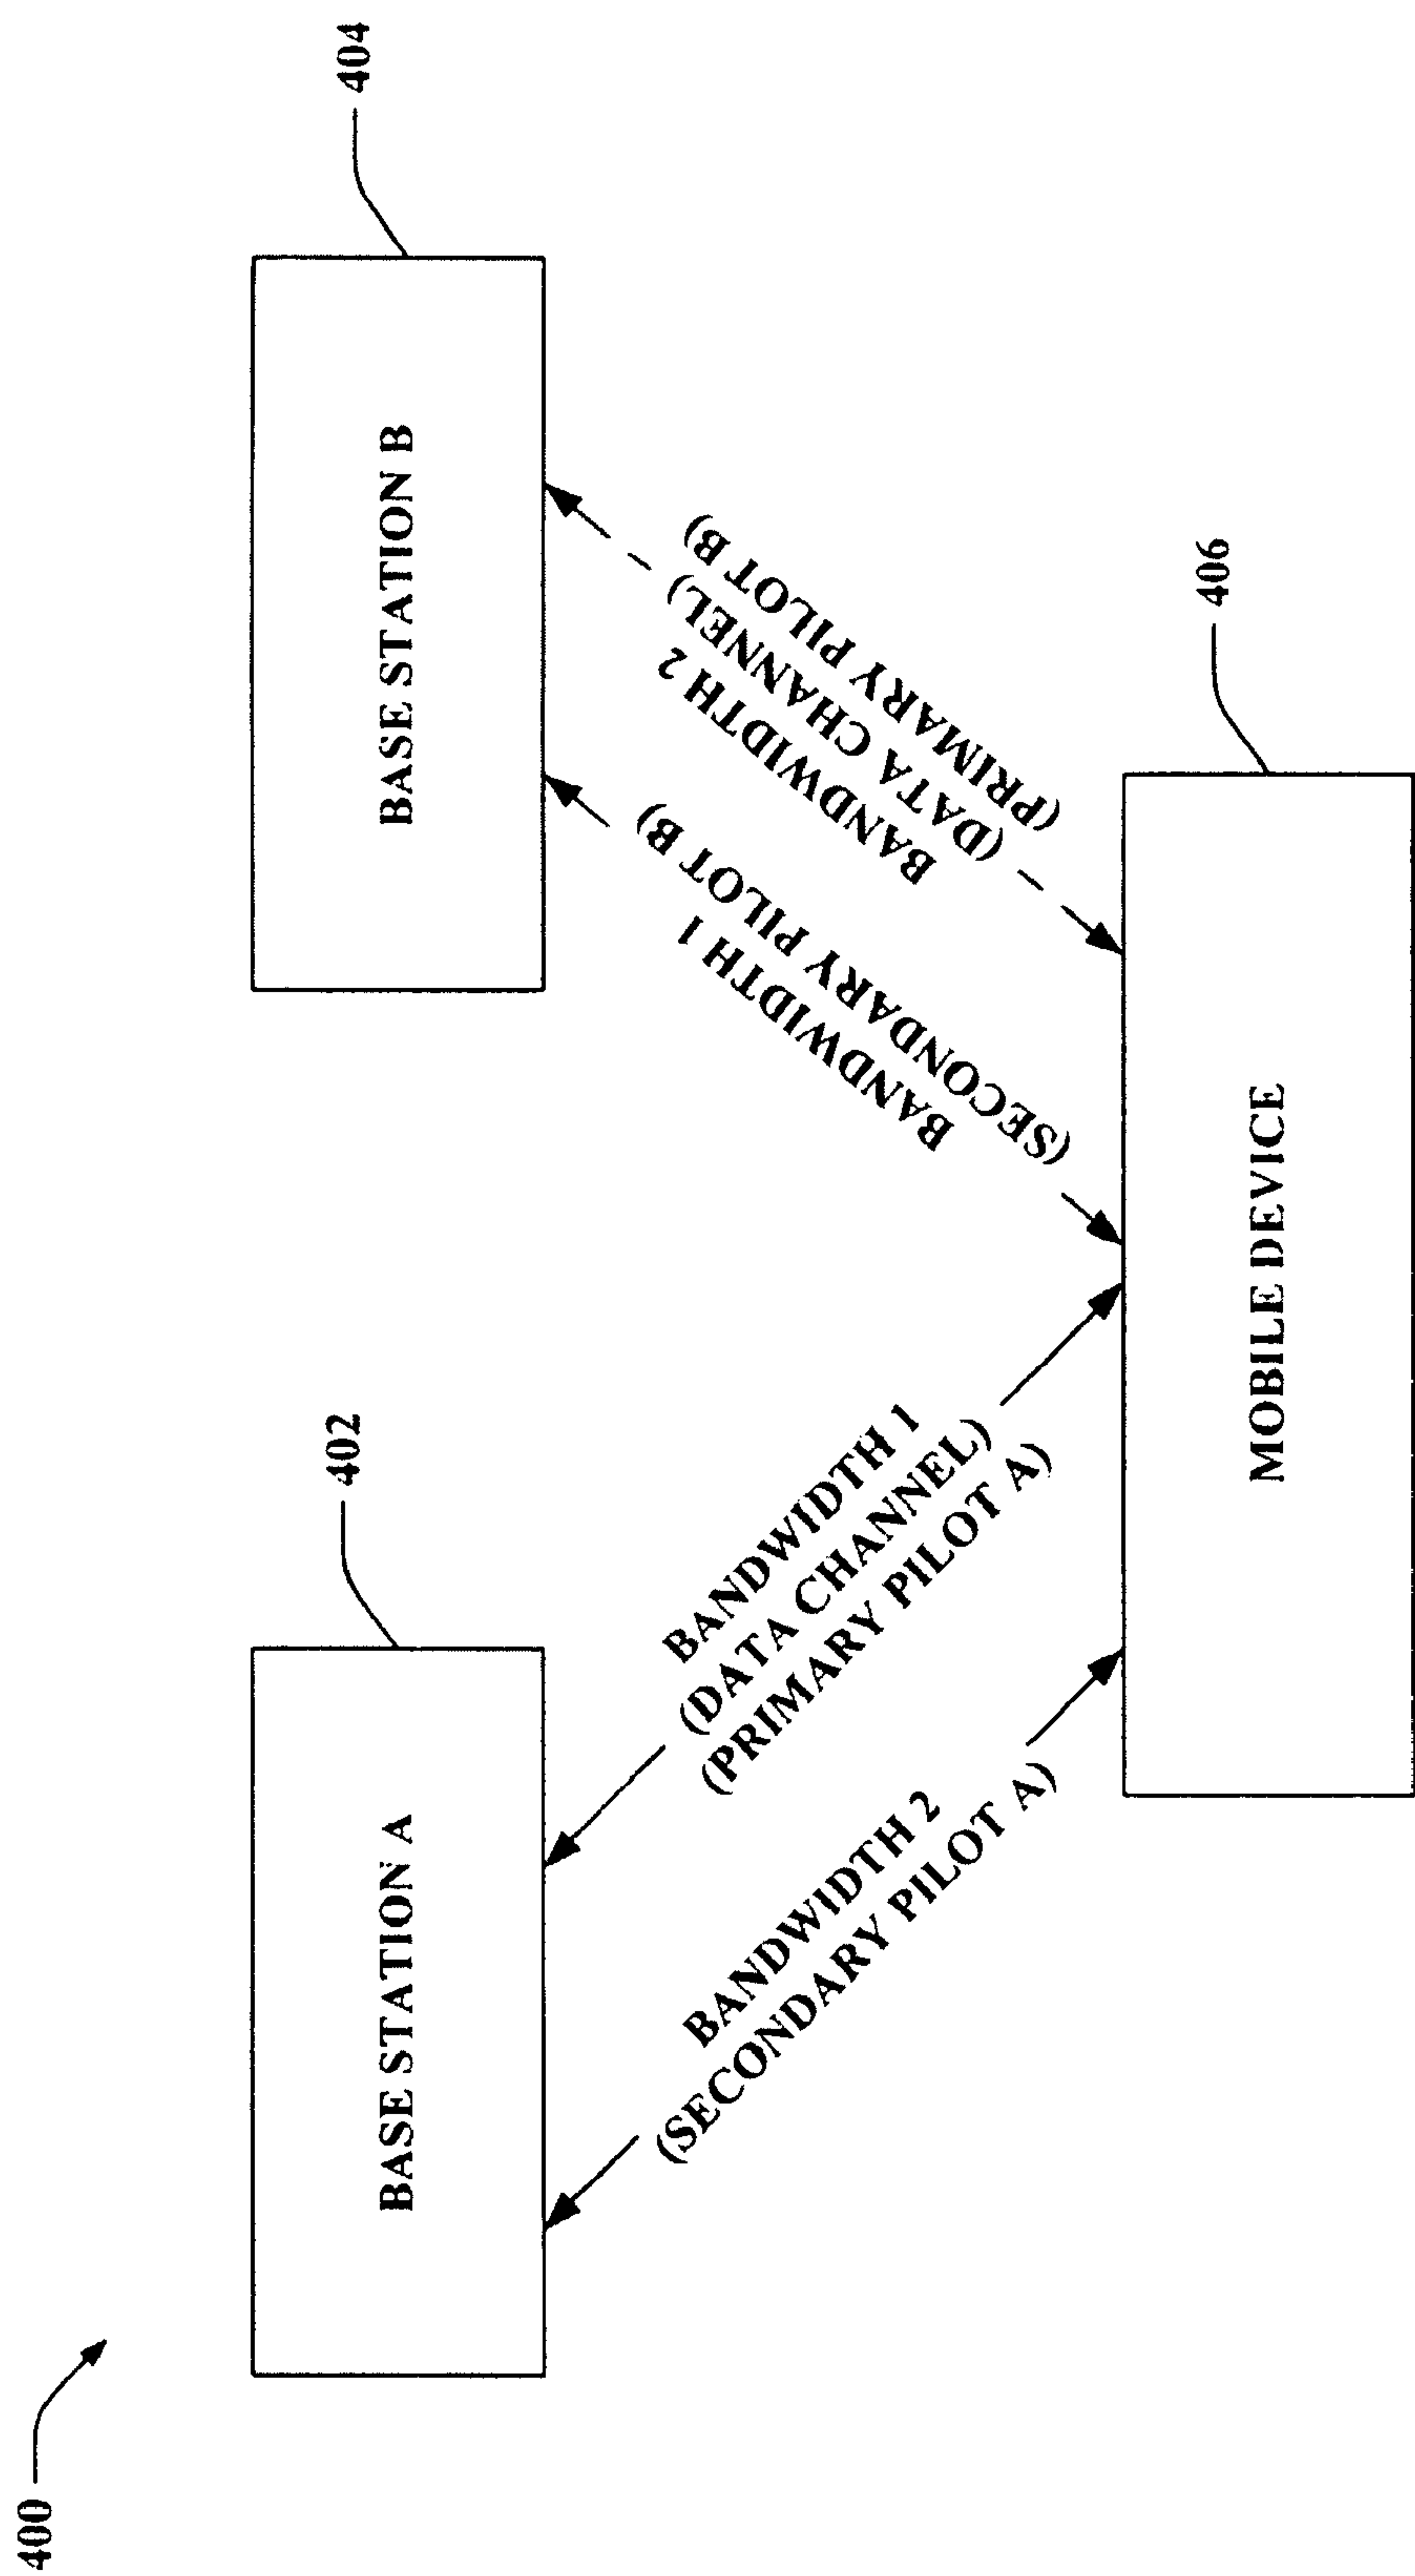 400
402
404
BASE STATION A
BASE STATION B
BANDWIDTH 2
(SECONDARY PILOT A)
BANDWIDTH 1
(DATA CHANNEL)
(PRIMARY PILOT A)
BANDWIDTH 1
(SECONDARY PILOT B)
BANDWIDTH 2
(DATA CHANNEL)
(PRIMARY PILOT B)
406
MOBILE DEVICE